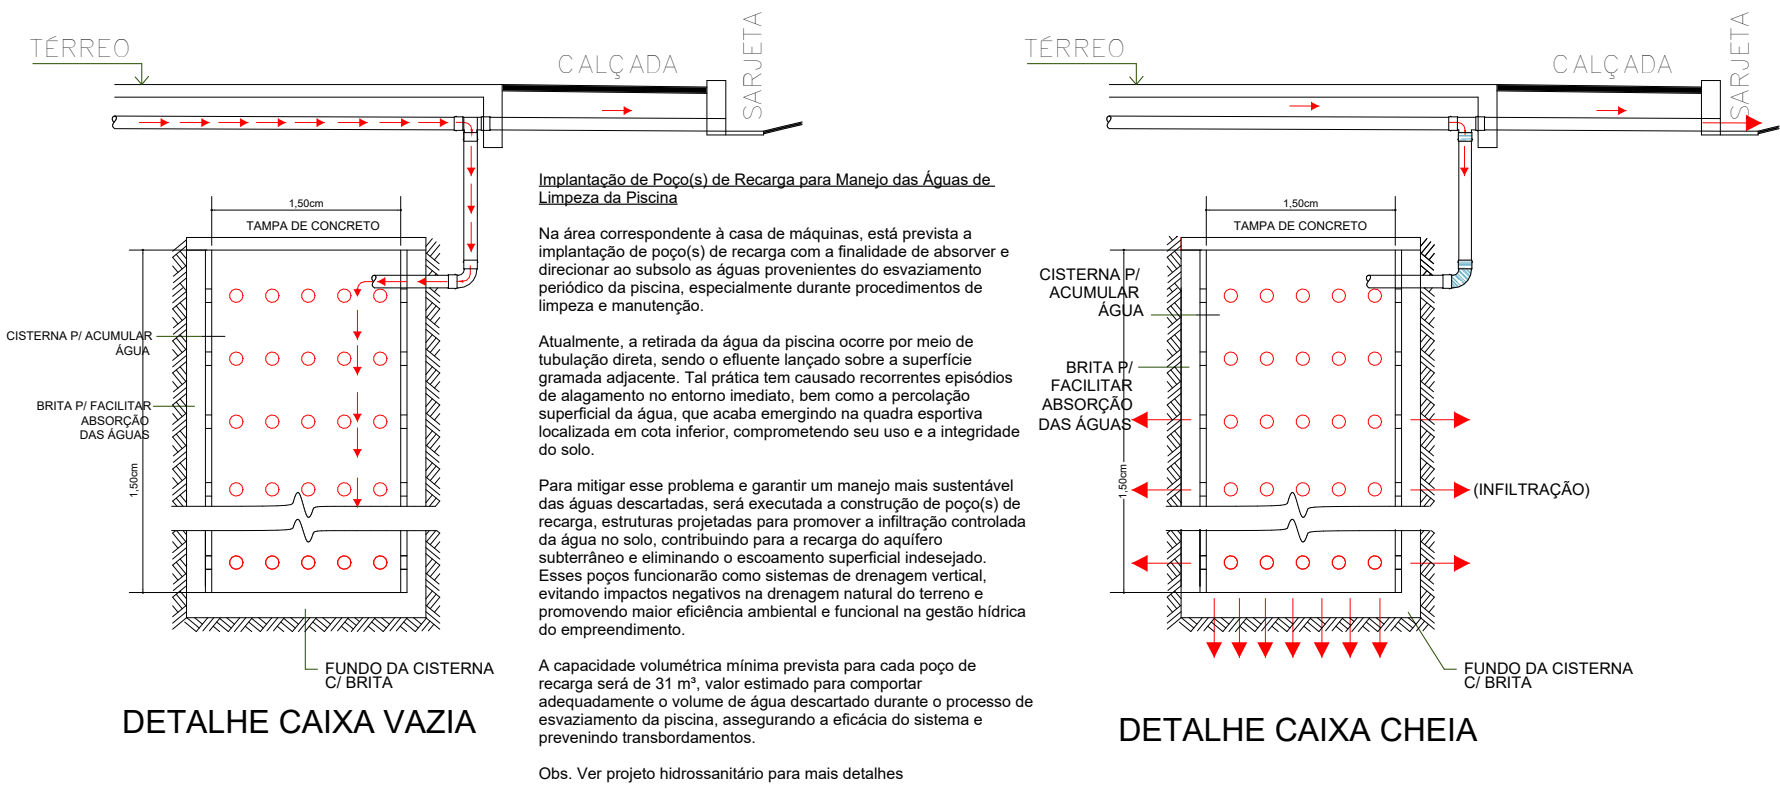 TÉRREO
CALÇADA
SARJETA
1,50cm
TAMPA DE CONCRETO
CISTERNA P/ ACUMULAR
ÁGUA
BRITA P/ FACILITAR
ABSORÇÃO
DAS ÁGUAS
1,50cm
FUNDO DA CISTERNA
C/ BRITA
DETALHE CAIXA VAZIA
Implantação de Poço(s) de Recarga para Manejo das Águas de
Limpeza da Piscina
Na área correspondente à casa de máquinas, está prevista a
implantação de poço(s) de recarga com a finalidade de absorver e
direcionar ao subsolo as águas provenientes do esvaziamento
periódico da piscina, especialmente durante procedimentos de
limpeza e manutenção.
Atualmente, a retirada da água da piscina ocorre por meio de
tubulação direta, sendo o efluente lançado sobre a superfície
gramada adjacente. Tal prática tem causado recorrentes episódios
de alagamento no entorno imediato, bem como a percolação
superficial da água, que acaba emergindo na quadra esportiva
localizada em cota inferior, comprometendo seu uso e a integridade
do solo.
Para mitigar esse problema e garantir um manejo mais sustentável
das águas descartadas, será executada a construção de poço(s) de
recarga, estruturas projetadas para promover a infiltração controlada
da água no solo, contribuindo para a recarga do aquífero
subterrâneo e eliminando o escoamento superficial indesejado.
Esses poços funcionarão como sistemas de drenagem vertical,
evitando impactos negativos na drenagem natural do terreno e
promovendo maior eficiência ambiental e funcional na gestão hídrica
do empreendimento.
A capacidade volumétrica mínima prevista para cada poço de
recarga será de 31 m³, valor estimado para comportar
adequadamente o volume de água descartado durante o processo de
esvaziamento da piscina, assegurando a eficácia do sistema e
prevenindo transbordamentos.
Obs. Ver projeto hidrossanitário para mais detalhes
TÉRREO
CALÇADA
SARJETA
1,50cm
TAMPA DE CONCRETO
CISTERNA P/
ACUMULAR
ÁGUA
BRITA P/
FACILITAR
ABSORÇÃO
DAS ÁGUAS
1,50cm
(INFILTRAÇÃO)
FUNDO DA CISTERNA
C/ BRITA
DETALHE CAIXA CHEIA